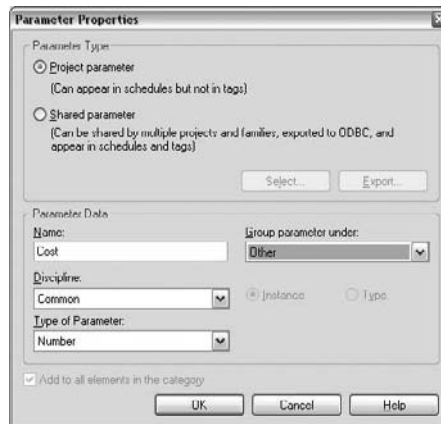 Parameter Properties
Parameter Type
Project parameter
(Can appear in schedules but not in tags)
Shared parameter
(Can be shared by multiple projects and families, exported to ODBC, and
appear in schedules and tags)
Select... Export...
Parameter Data
Name: Group parameter under:
Cost Other
Discipline:
Common Instance Type
Type of Parameter:
Number
Add to all elements in the category
OK Cancel Help